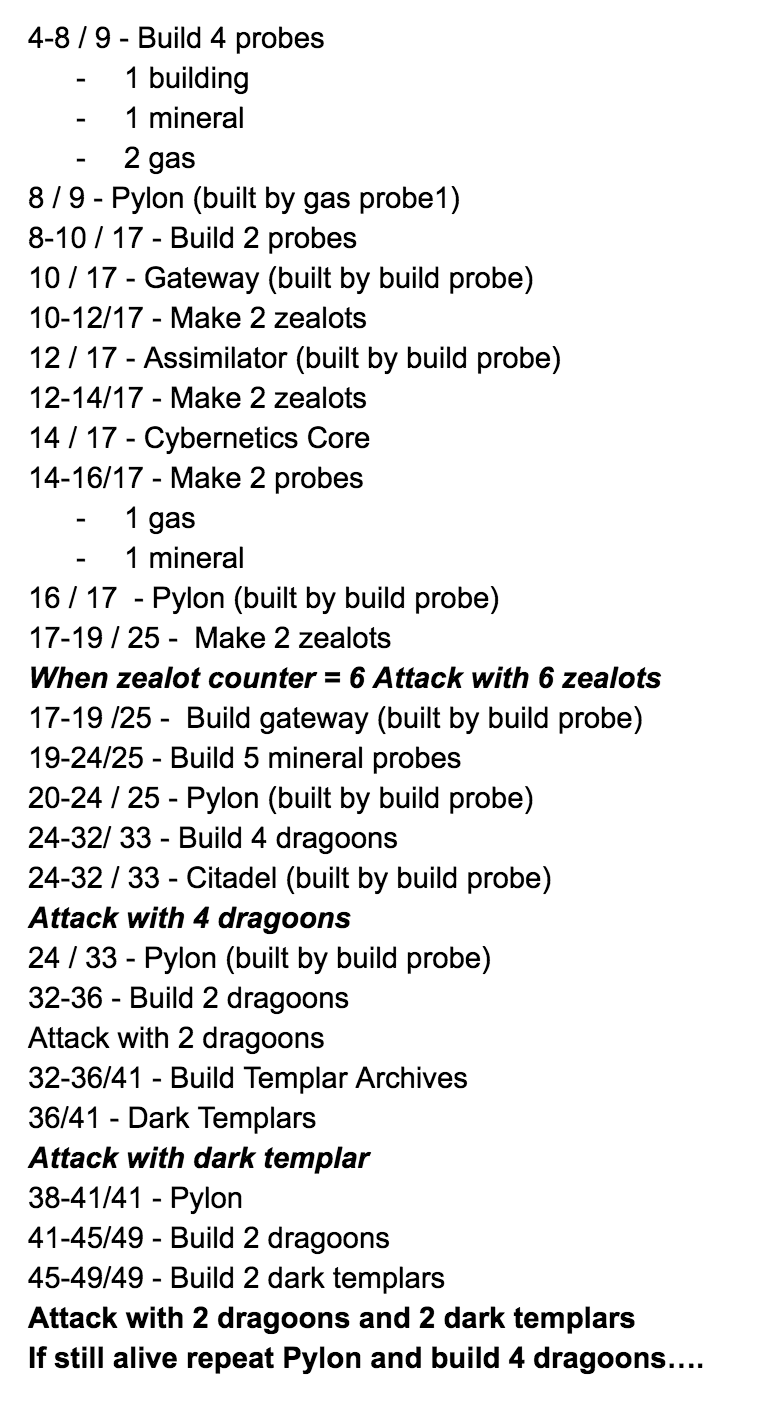 4-8 / 9 - Build 4 probes
- 1 building
- 1 mineral
- 2 gas
8 / 9 - Pylon (built by gas probe1)
8-10 / 17 - Build 2 probes
10 / 17 - Gateway (built by build probe)
10-12/17 - Make 2 zealots
12 / 17 - Assimilator (built by build probe)
12-14/17 - Make 2 zealots
14 / 17 - Cybernetics Core
14-16/17 - Make 2 probes
- 1 gas
- 1 mineral
16 / 17  - Pylon (built by build probe)
17-19 / 25 -  Make 2 zealots
When zealot counter = 6 Attack with 6 zealots
17-19 /25 -  Build gateway (built by build probe)
19-24/25 - Build 5 mineral probes
20-24 / 25 - Pylon (built by build probe)
24-32/ 33 - Build 4 dragoons
24-32 / 33 - Citadel (built by build probe)
Attack with 4 dragoons
24 / 33 - Pylon (built by build probe)
32-36 - Build 2 dragoons
Attack with 2 dragoons
32-36/41 - Build Templar Archives
36/41 - Dark Templars
Attack with dark templar
38-41/41 - Pylon
41-45/49 - Build 2 dragoons
45-49/49 - Build 2 dark templars
Attack with 2 dragoons and 2 dark templars
If still alive repeat Pylon and build 4 dragoons….